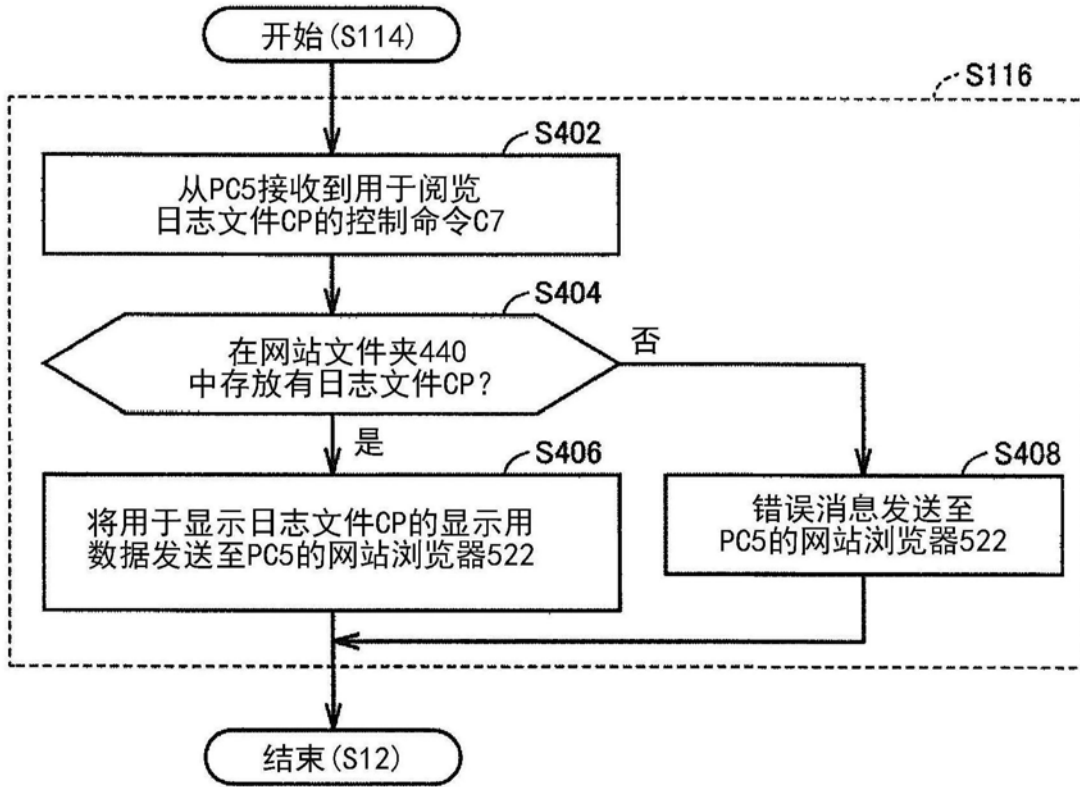 开始(S114)
S116
S402
从PC5接收到用于阅览
日志文件CP的控制命令C7
S404
在网站文件夹440
中存放有日志文件CP?
否
是
S406
将用于显示日志文件CP的显示用
数据发送至PC5的网站浏览器522
S408
错误消息发送至
PC5的网站浏览器522
结束(S12)